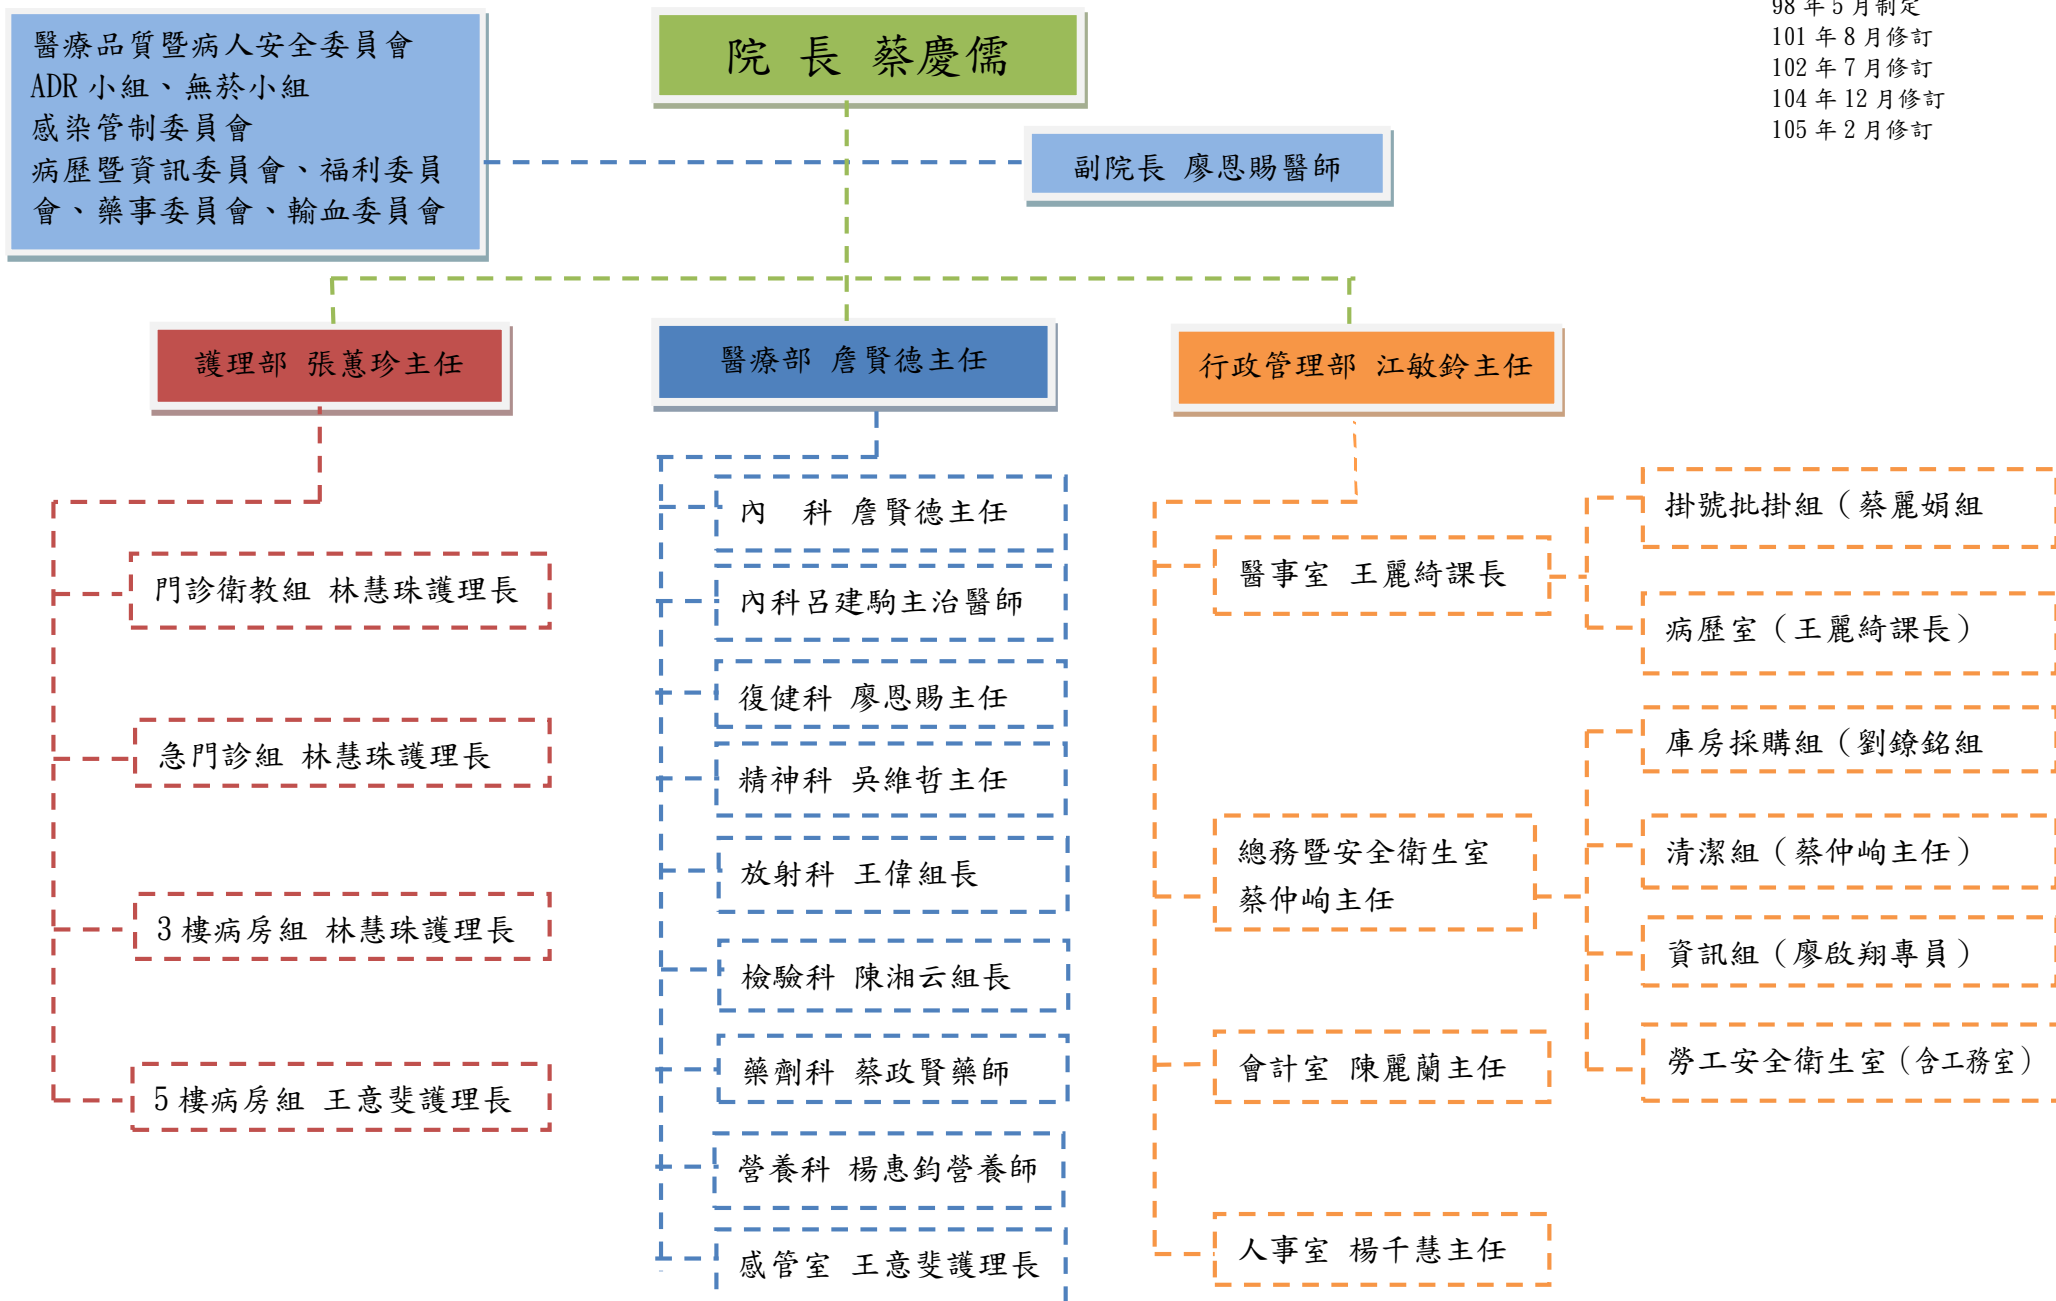 98 年 5 月制定
101 年 8 月修訂
102 年 7 月修訂
104 年 12 月修訂
105 年 2 月修訂
醫療品質暨病人安全委員會
ADR 小組、無菸小組
感染管制委員會
病歷暨資訊委員會、福利委員
會、藥事委員會、輸血委員會
院 長 蔡慶儒
副院長 廖恩賜醫師
護理部 張蕙珍主任
門診衛教組 林慧珠護理長
急門診組 林慧珠護理長
3 樓病房組 林慧珠護理長
5 樓病房組 王意斐護理長
醫療部 詹賢德主任
內　科 詹賢德主任
內科呂建駒主治醫師
復健科 廖恩賜主任
精神科 吳維哲主任
放射科 王偉組長
檢驗科 陳湘云組長
藥劑科 蔡政賢藥師
營養科 楊惠鈞營養師
感管室 王意斐護理長
行政管理部 江敏鈴主任
醫事室 王麗綺課長
掛號批掛組（蔡麗娟組
病歷室（王麗綺課長）
總務暨安全衛生室
蔡仲峋主任
庫房採購組（劉鐐銘組
清潔組（蔡仲峋主任）
資訊組（廖啟翔專員）
勞工安全衛生室（含工務室）
會計室 陳麗蘭主任
人事室 楊千慧主任